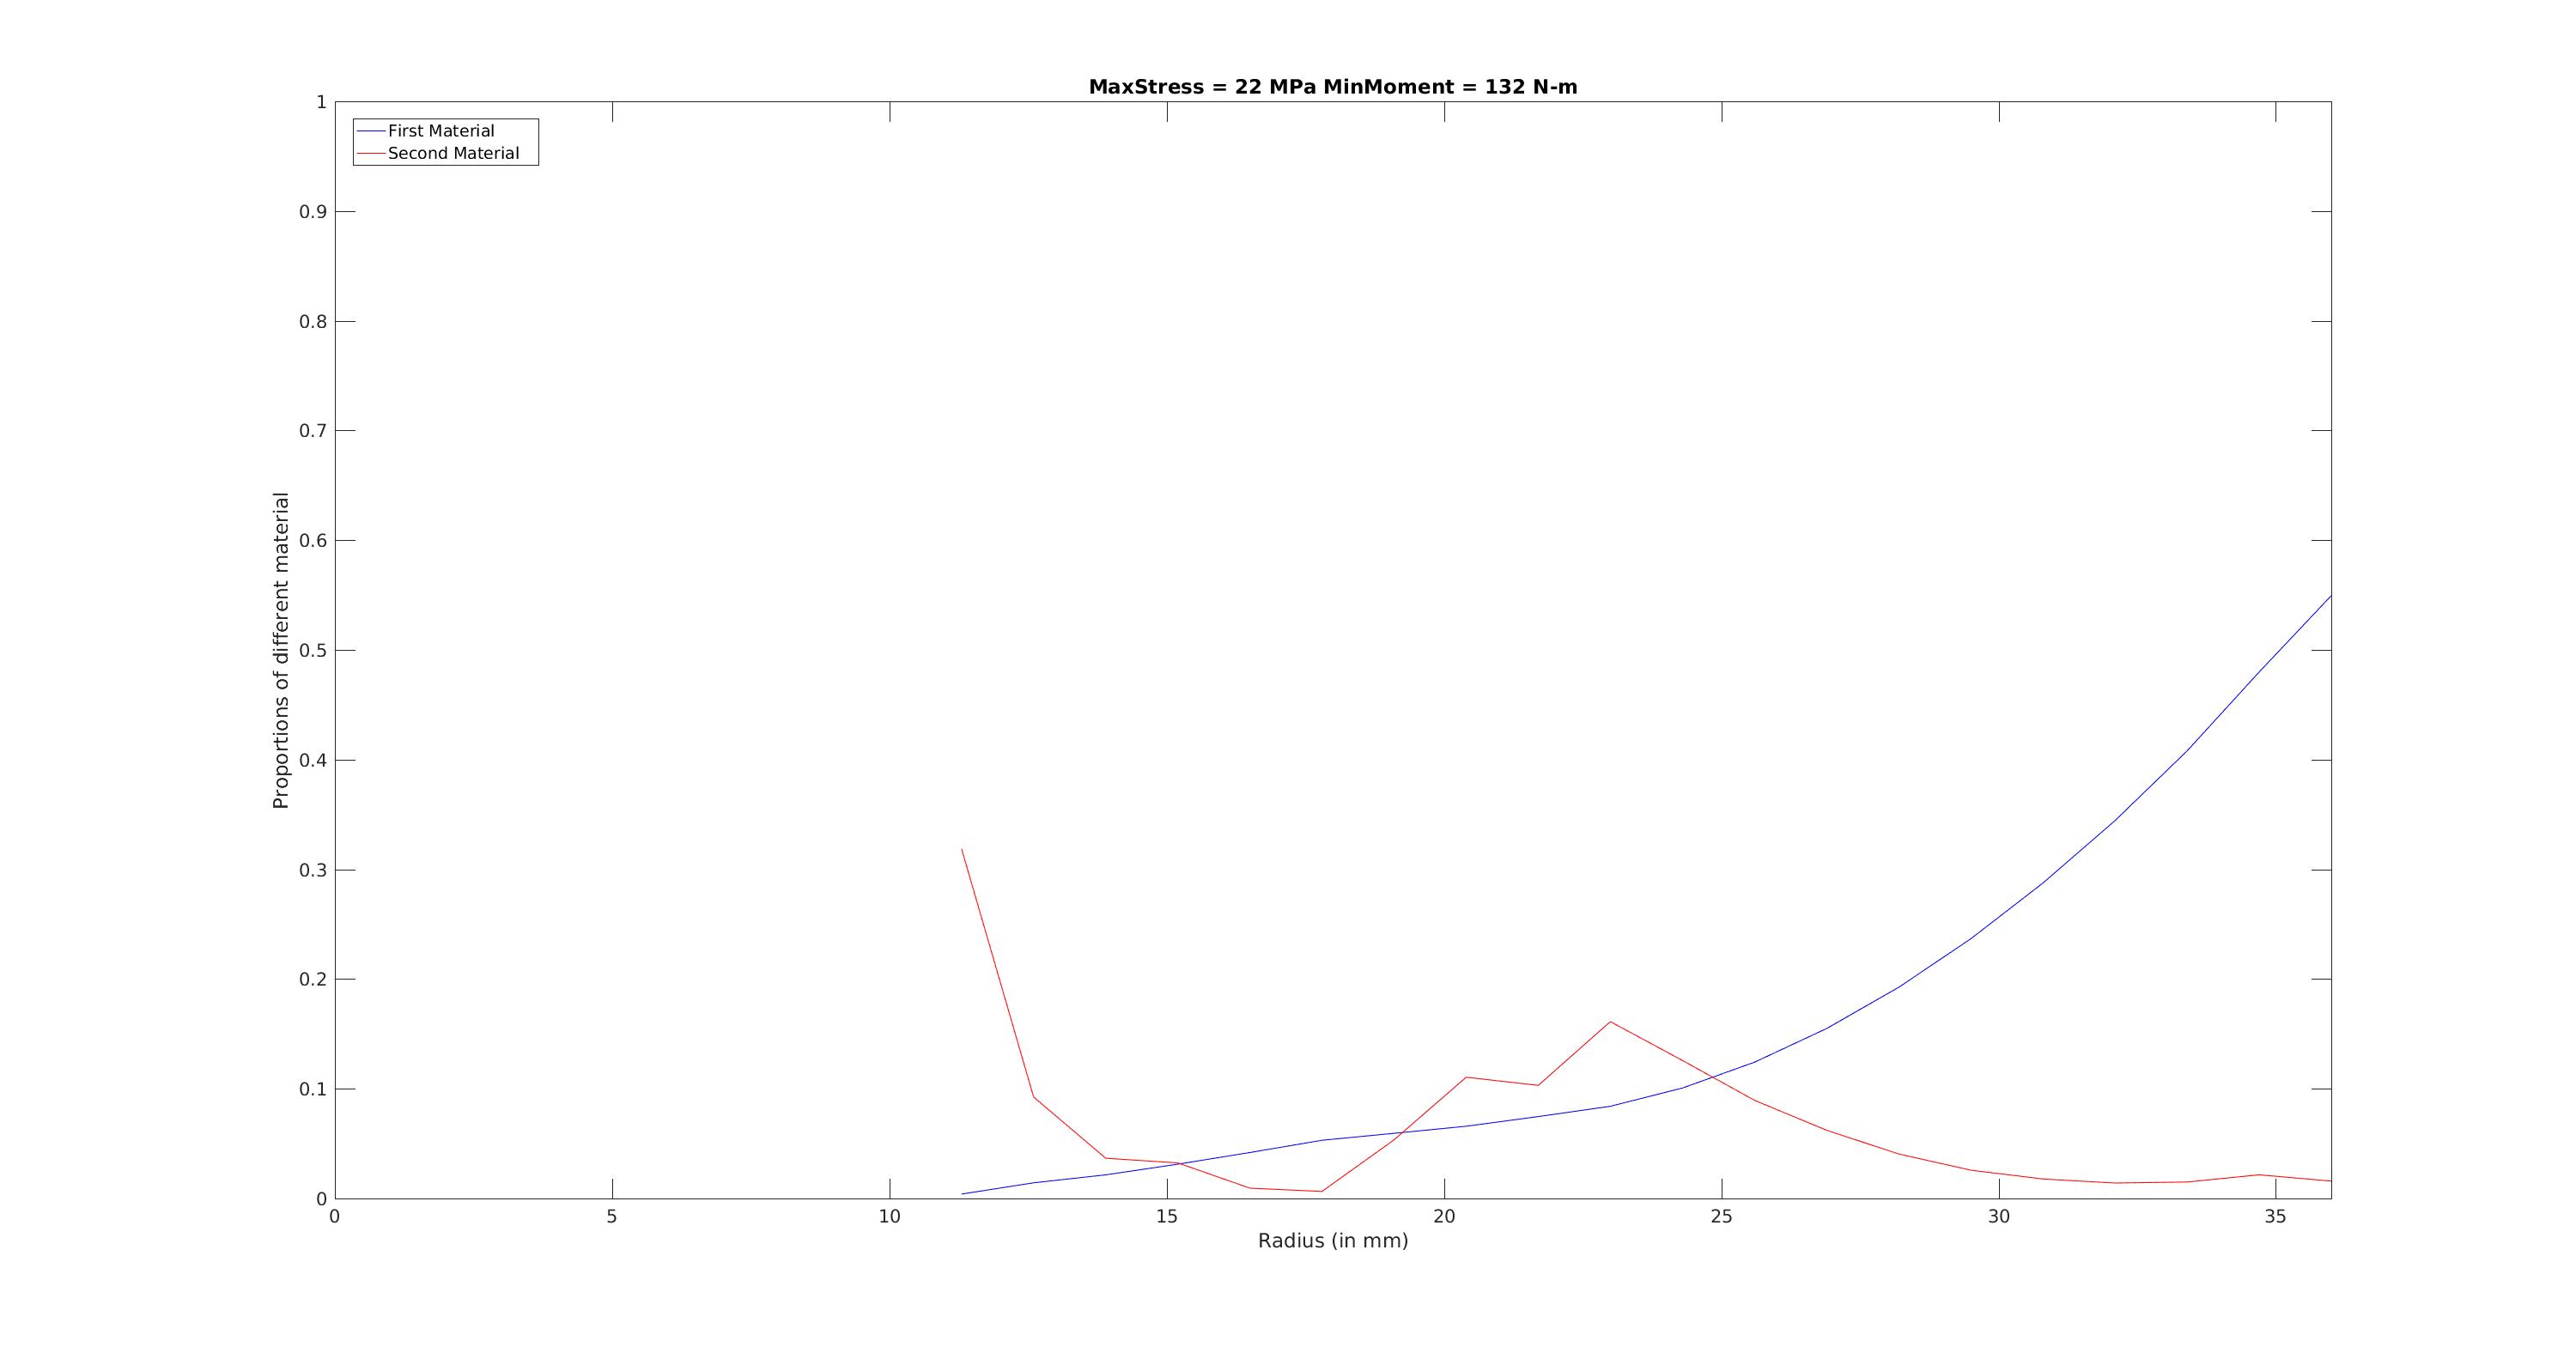 MaxStress = 22 MPa MinMoment = 132 N-m
First Material
Second Material
1
0.9
0.8
0.7
0.6
0.5
0.4
0.3
0.2
0.1
0
Proportions of different material
0 5 10 15 20 25 30 35
Radius (in mm)